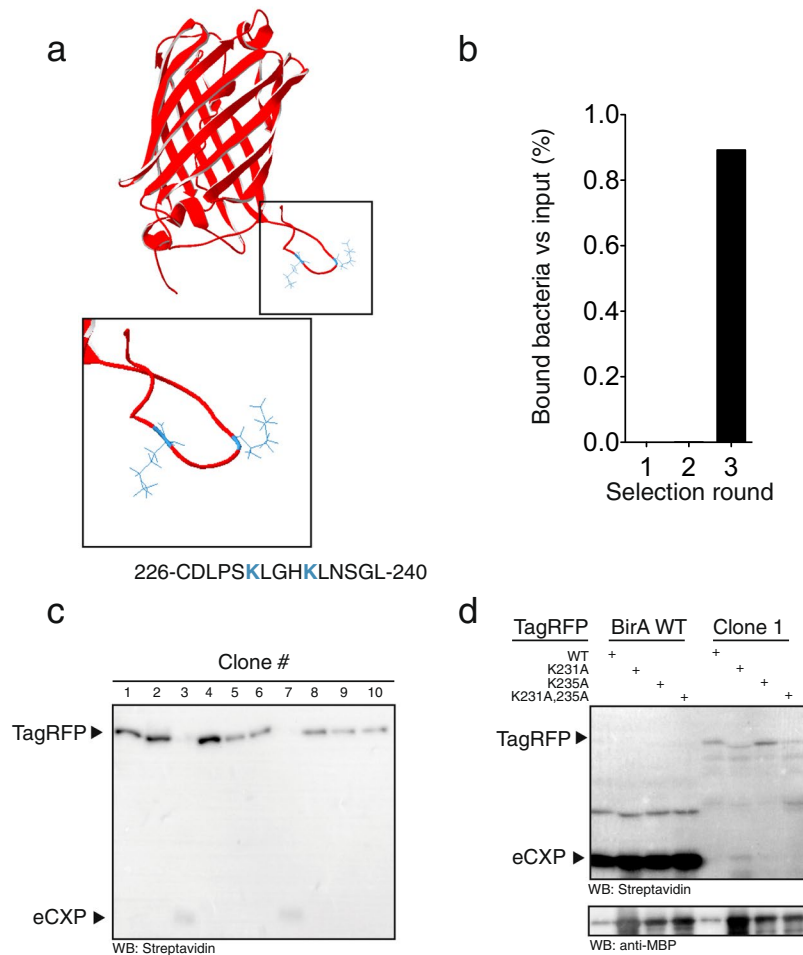 a
226-CDLPSKLGHKLNSGL-240
b
Bound bacteria vs input (%)
1.0
0.8
0.6
0.4
0.2
0.0
1 2 3
Selection round
c
Clone #
1 2 3 4 5 6 7 8 9 10
TagRFP
eCXP
WB: Streptavidin
d
TagRFP BirA WT Clone 1
WT + +
K231A + +
K235A + +
K231A,235A + +
TagRFP
eCXP
WB: Streptavidin
WB: anti-MBP